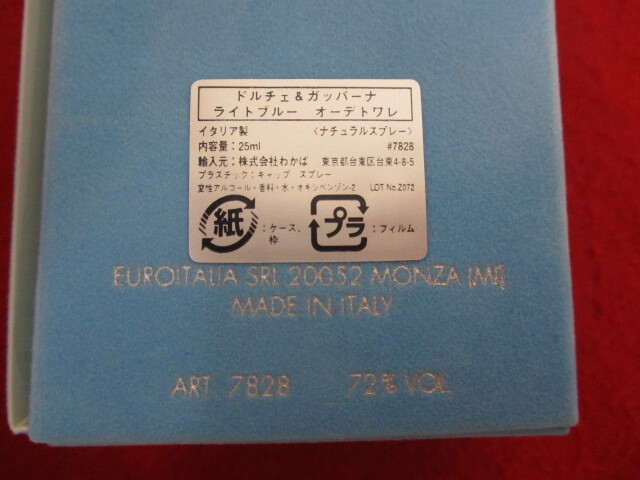 ドルチェ&ガッバーナ
ライトブルー オーデトワレ
イタリア製 〈ナチュラルスプレー〉
内容量:25ml #7828
輸入元:株式会社わかば 東京都台東区台東4-8-5
プラスチック:キャップ スプレー
変性アルコール・香料・水・オキシベンゾン-2 LOT No.Z072
紙 :ケース、枠 プラ :フィルム
EUROITALIA SRL 20052 MONZA (MI)
MADE IN ITALY
ART. 7828 72% VOL.